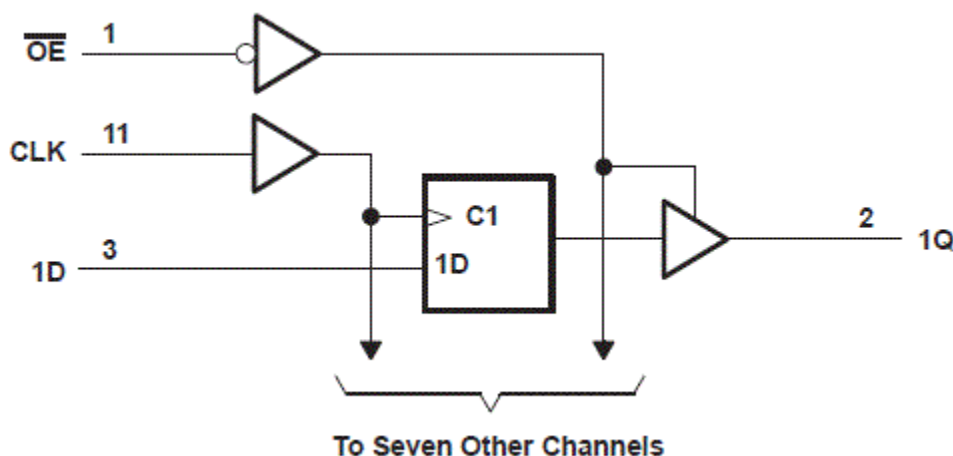 OE 1
CLK 11
C1
1D 3 1D
2 1Q
To Seven Other Channels